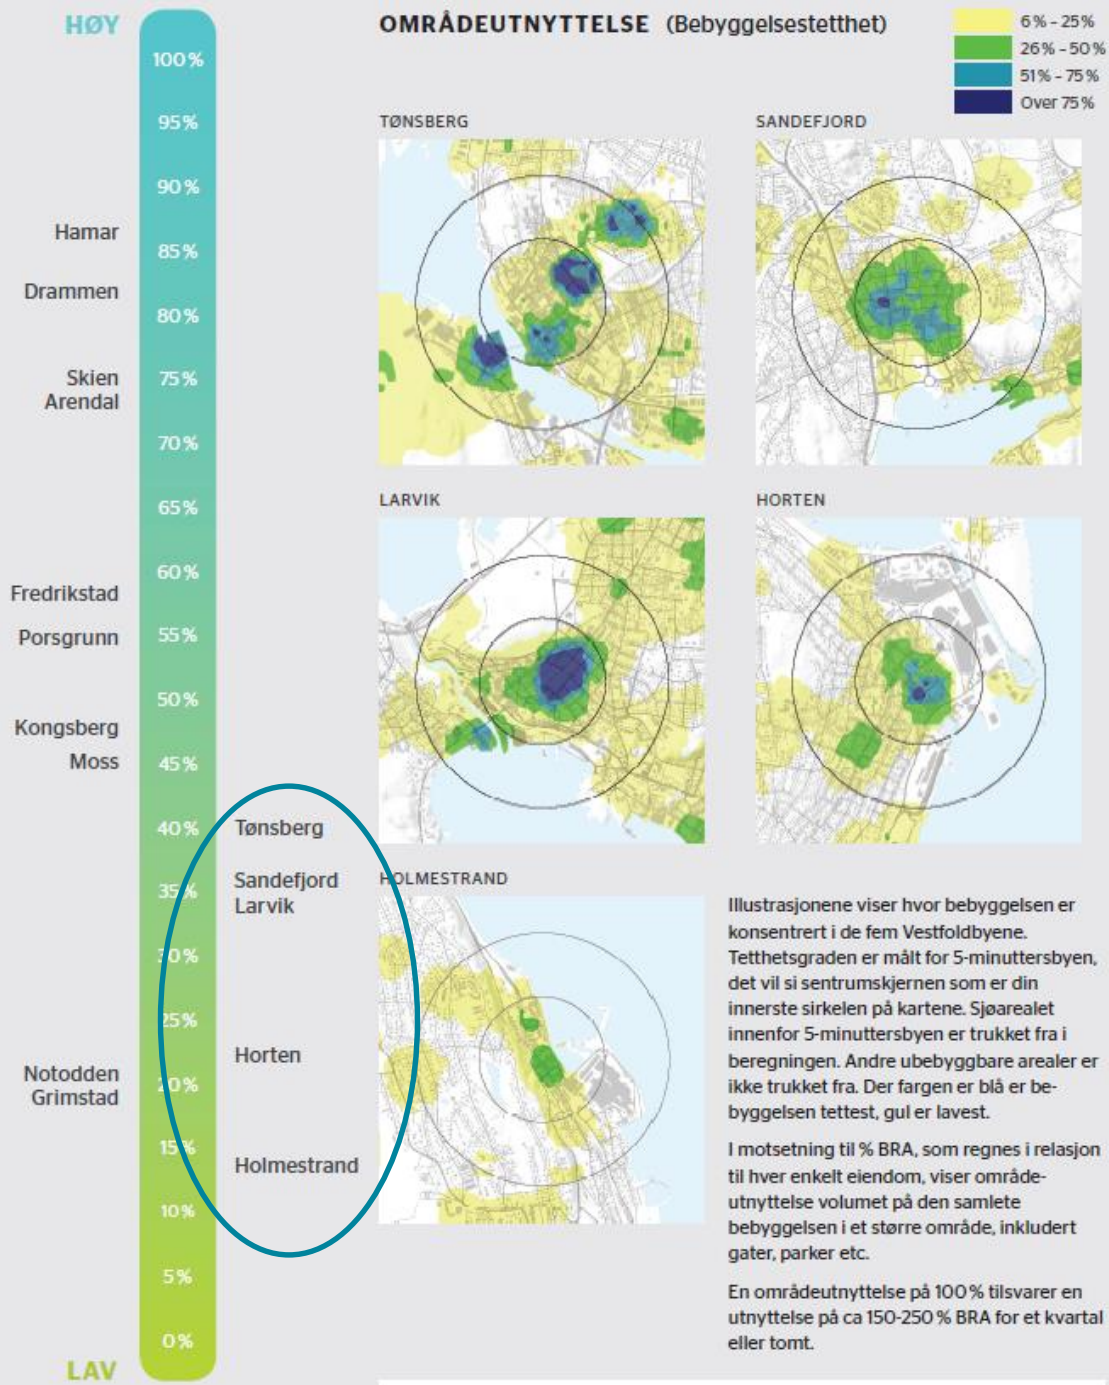 HØY
100%
95%
90%
85%
80%
75%
70%
65%
60%
55%
50%
45%
40%
35%
30%
25%
20%
15%
10%
5%
0%
LAV
Hamar
Drammen
Skien
Arendal
Fredrikstad
Porsgrunn
Kongsberg
Moss
Notodden
Grimstad
Tønsberg
Sandefjord
Larvik
Horten
Holmestrand
OMRÅDEUTNYTTELSE (Bebyggelsestetthet)
6% - 25%
26% - 50%
51% - 75%
Over 75%
TØNSBERG
SANDEFJORD
LARVIK
HORTEN
HOLMESTRAND
Illustrasjonene viser hvor bebyggelsen er
konsentrert i de fem Vestfoldbyene.
Tetthetsgraden er målt for 5-minuttersbyen,
det vil si sentrumskjernen som er din
innerste sirkelen på kartene. Sjøarealet
innenfor 5-minuttersbyen er trukket fra i
beregningen. Andre ubebyggbare arealer er
ikke trukket fra. Der fargen er blå er be-
byggelsen tettest, gul er lavest.
I motsetning til % BRA, som regnes i relasjon
til hver enkelt eiendom, viser område-
utnyttelse volumet på den samlete
bebyggelsen i et større område, inkludert
gater, parker etc.
En områdeutnyttelse på 100% tilsvarer en
utnyttelse på ca 150-250% BRA for et kvartal
eller tomt.